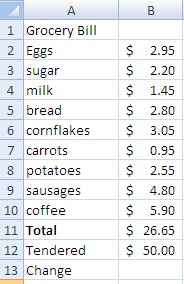 A B
1 Grocery Bill
2 Eggs $ 2.95
3 sugar $ 2.20
4 milk $ 1.45
5 bread $ 2.80
6 cornflakes $ 3.05
7 carrots $ 0.95
8 potatoes $ 2.55
9 sausages $ 4.80
10 coffee $ 5.90
11 Total $ 26.65
12 Tendered $ 50.00
13 Change